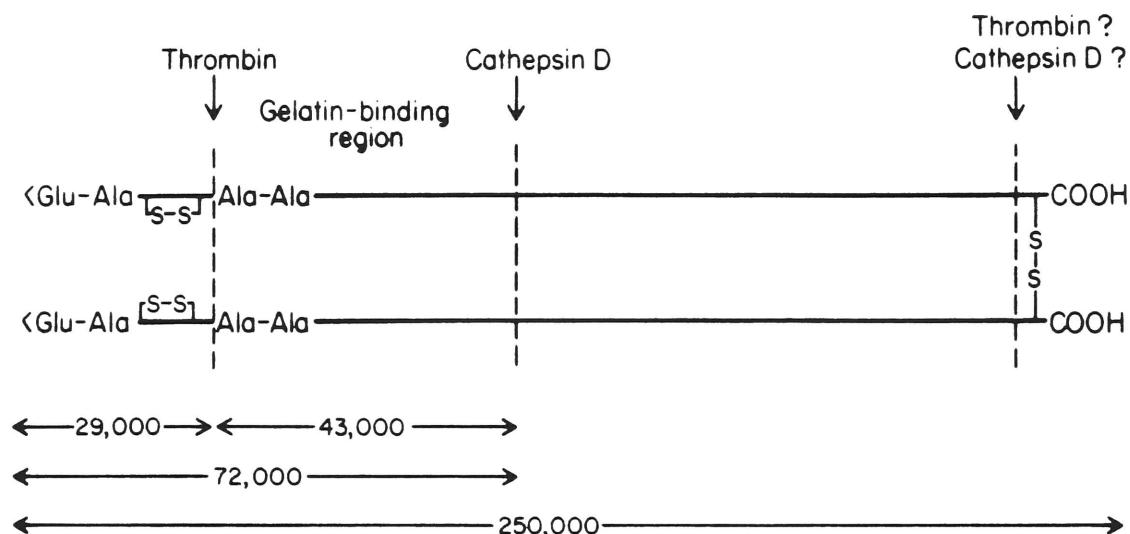 Thrombin ?
Thrombin Cathepsin D Cathepsin D ?
Gelatin-binding
region
<Glu-Ala Ala-Ala COOH
S-S
S
S
S-S
<Glu-Ala Ala-Ala COOH
29,000 43,000
72,000
250,000